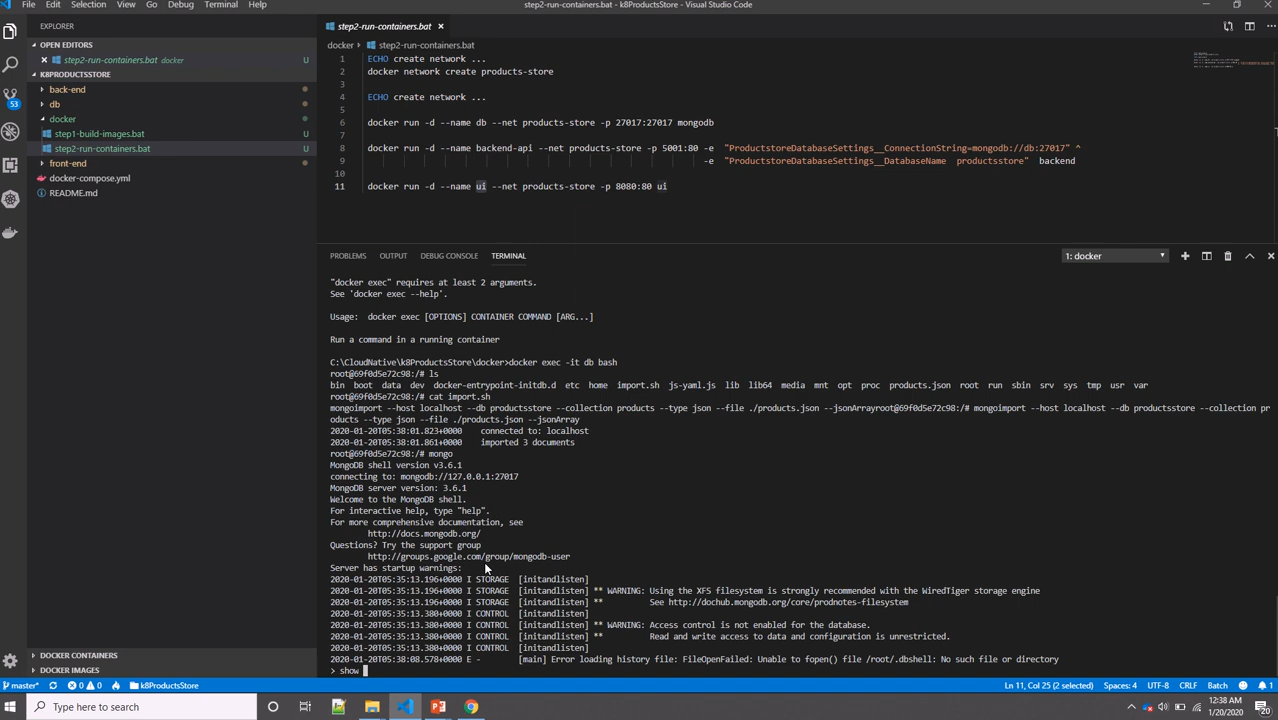 File Edit Selection View Go Debug Terminal Help
step2-run-containers.bat - k8ProductsStore - Visual Studio Code
EXPLORER
OPEN EDITORS
step2-run-containers.bat docker U
K8PRODUCTSSTORE
back-end
db
docker
step1-build-images.bat U
step2-run-containers.bat U
front-end
docker-compose.yml
README.md
DOCKER CONTAINERS
DOCKER IMAGES
53
step2-run-containers.bat
docker > step2-run-containers.bat
1 ECHO create network ...
2 docker network create products-store
3
4 ECHO create network ...
5
6 docker run -d --name db --net products-store -p 27017:27017 mongodb
7
8 docker run -d --name backend-api --net products-store -p 5001:80 -e "ProductstoreDatabaseSettings__ConnectionString=mongodb://db:27017" ^
9 -e "ProductstoreDatabaseSettings__DatabaseName productsstore" backend
10
11 docker run -d --name ui --net products-store -p 8080:80 ui
PROBLEMS OUTPUT DEBUG CONSOLE TERMINAL
1: docker
"docker exec" requires at least 2 arguments.
See 'docker exec --help'.
Usage: docker exec [OPTIONS] CONTAINER COMMAND [ARG...]
Run a command in a running container
C:\CloudNative\k8ProductsStore\docker>docker exec -it db bash
root@69f0d5e72c98:/# ls
bin boot data dev docker-entrypoint-initdb.d etc home import.sh js-yaml.js lib lib64 media mnt opt proc products.json root run sbin srv sys tmp usr var
root@69f0d5e72c98:/# cat import.sh
mongoimport --host localhost --db productsstore --collection products --type json --file ./products.json --jsonArrayroot@69f0d5e72c98:/# mongoimport --host localhost --db productsstore --collection pr
oducts --type json --file ./products.json --jsonArray
2020-01-20T05:38:01.823+0000 connected to: localhost
2020-01-20T05:38:01.861+0000 imported 3 documents
root@69f0d5e72c98:/# mongo
MongoDB shell version v3.6.1
connecting to: mongodb://127.0.0.1:27017
MongoDB server version: 3.6.1
Welcome to the MongoDB shell.
For interactive help, type "help".
For more comprehensive documentation, see
http://docs.mongodb.org/
Questions? Try the support group
http://groups.google.com/group/mongodb-user
Server has startup warnings:
2020-01-20T05:35:13.196+0000 I STORAGE [initandlisten]
2020-01-20T05:35:13.196+0000 I STORAGE [initandlisten] ** WARNING: Using the XFS filesystem is strongly recommended with the WiredTiger storage engine
2020-01-20T05:35:13.196+0000 I STORAGE [initandlisten] ** See http://dochub.mongodb.org/core/prodnotes-filesystem
2020-01-20T05:35:13.380+0000 I CONTROL [initandlisten]
2020-01-20T05:35:13.380+0000 I CONTROL [initandlisten] ** WARNING: Access control is not enabled for the database.
2020-01-20T05:35:13.380+0000 I CONTROL [initandlisten] ** Read and write access to data and configuration is unrestricted.
2020-01-20T05:35:13.380+0000 I CONTROL [initandlisten]
2020-01-20T05:38:08.578+0000 E - [main] Error loading history file: FileOpenFailed: Unable to fopen() file /root/.dbshell: No such file or directory
> show
master* 0 0 k8ProductsStore Ln 11, Col 25 (2 selected) Spaces: 4 UTF-8 CRLF Batch 1
Type here to search
12:38 AM
1/20/2020
20